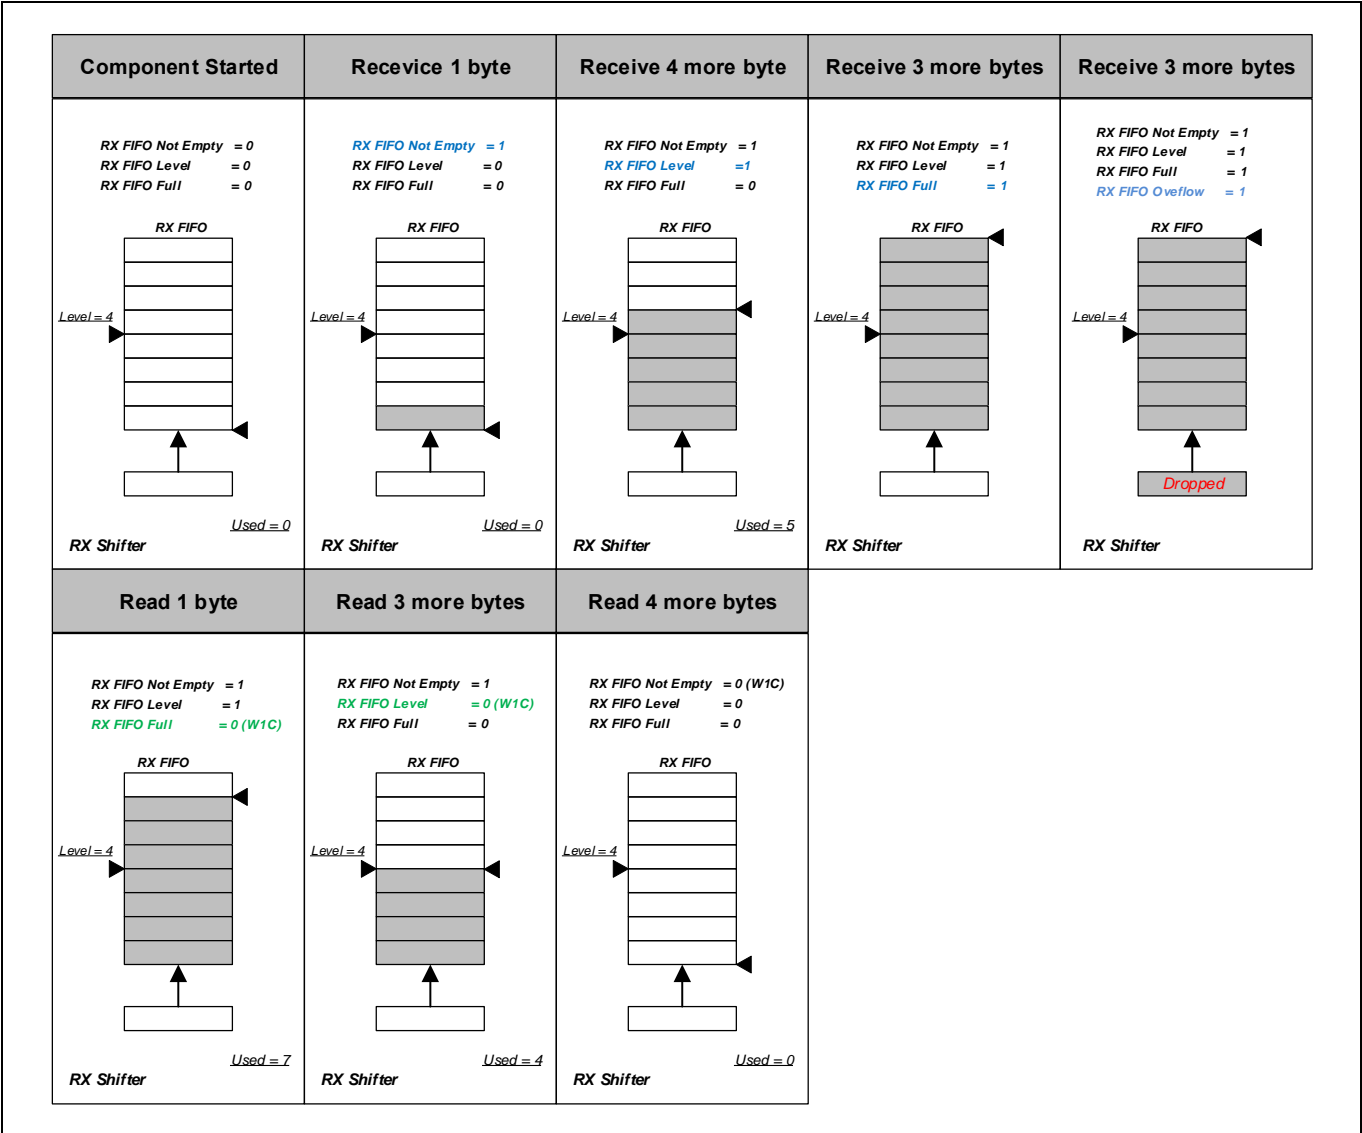 Component Started
RX FIFO Not Empty = 0
RX FIFO Level = 0
RX FIFO Full = 0
RX FIFO
Level = 4
Used = 0
RX Shifter
Recevice 1 byte
RX FIFO Not Empty = 1
RX FIFO Level = 0
RX FIFO Full = 0
RX FIFO
Level = 4
Used = 0
RX Shifter
Receive 4 more byte
RX FIFO Not Empty = 1
RX FIFO Level =1
RX FIFO Full = 0
RX FIFO
Level = 4
Used = 5
RX Shifter
Receive 3 more bytes
RX FIFO Not Empty = 1
RX FIFO Level = 1
RX FIFO Full = 1
RX FIFO
Level = 4
RX Shifter
Receive 3 more bytes
RX FIFO Not Empty = 1
RX FIFO Level = 1
RX FIFO Full = 1
RX FIFO Oveflow = 1
RX FIFO
Level = 4
Dropped
RX Shifter
Read 1 byte
RX FIFO Not Empty = 1
RX FIFO Level = 1
RX FIFO Full = 0 (W1C)
RX FIFO
Level = 4
Used = 7
RX Shifter
Read 3 more bytes
RX FIFO Not Empty = 1
RX FIFO Level = 0 (W1C)
RX FIFO Full = 0
RX FIFO
Level = 4
Used = 4
RX Shifter
Read 4 more bytes
RX FIFO Not Empty = 0 (W1C)
RX FIFO Level = 0
RX FIFO Full = 0
RX FIFO
Level = 4
Used = 0
RX Shifter